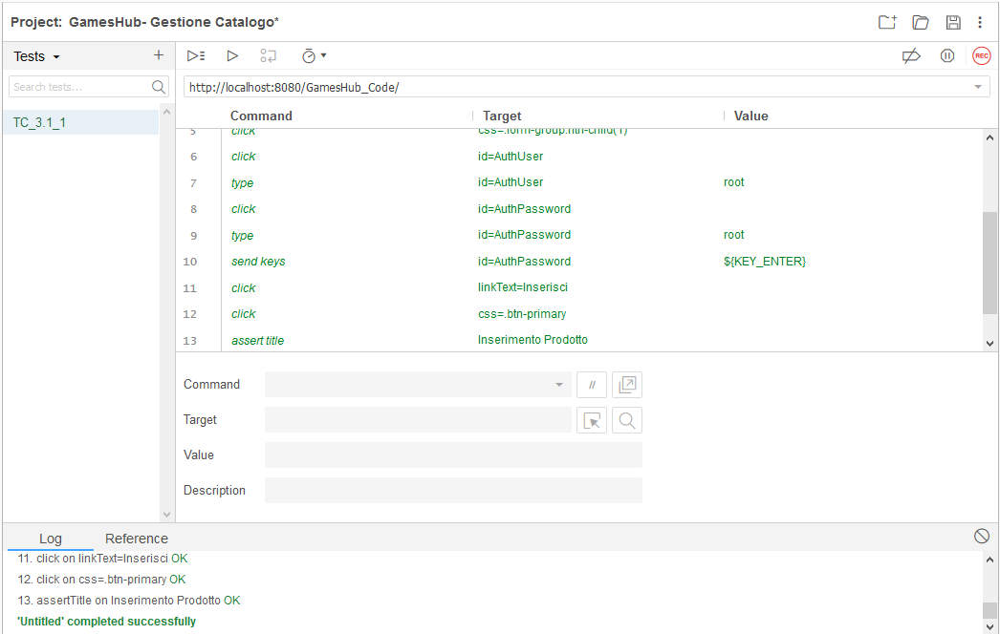 Project: GamesHub- Gestione Catalogo*
Tests +
REC
Search tests...
http://localhost:8080/GamesHub_Code/
TC_3.1_1
Command Target Value
5 click css=.form-group:nth-child(1)
6 click id=AuthUser
7 type id=AuthUser root
8 click id=AuthPassword
9 type id=AuthPassword root
10 send keys id=AuthPassword ${KEY_ENTER}
11 click linkText=Inserisci
12 click css=.btn-primary
13 assert title Inserimento Prodotto
Command //
Target
Value
Description
Log Reference
11. click on linkText=Inserisci OK
12. click on css=.btn-primary OK
13. assertTitle on Inserimento Prodotto OK
'Untitled' completed successfully